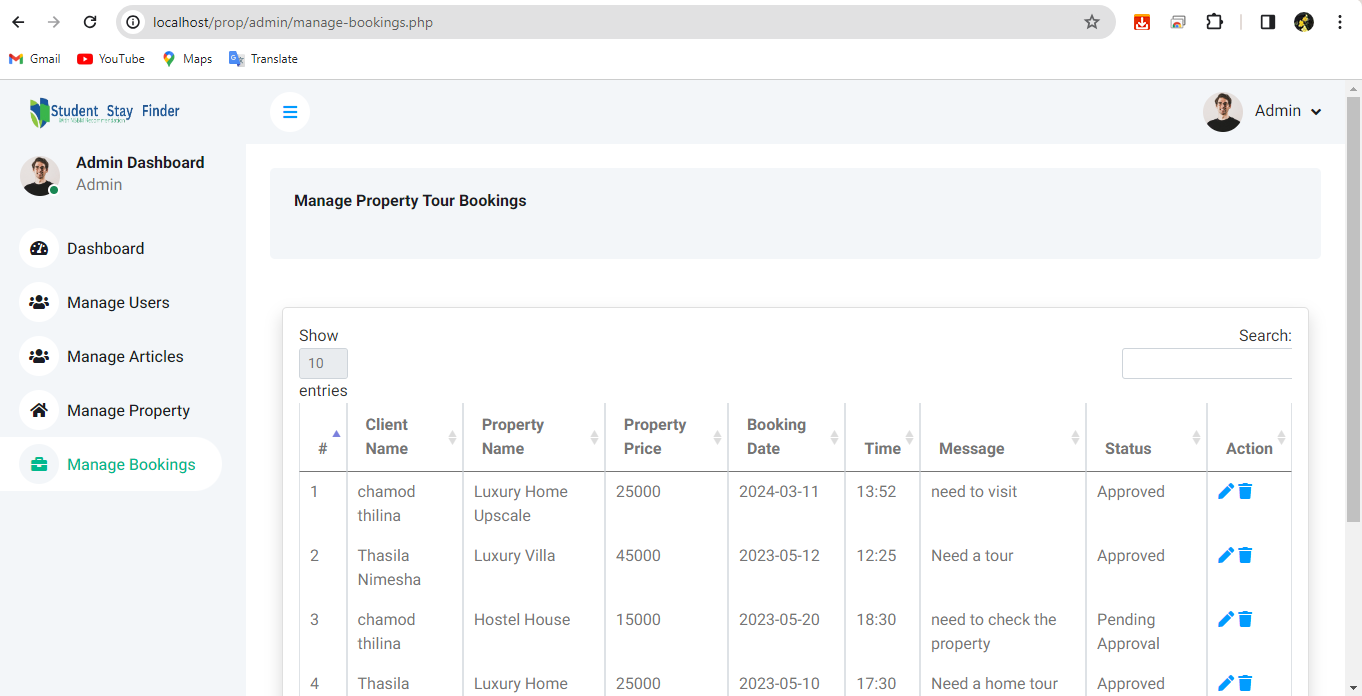 localhost/prop/admin/manage-bookings.php
Gmail YouTube Maps Translate
Student Stay Finder
Admin
Admin Dashboard
Admin
Dashboard
Manage Users
Manage Articles
Manage Property
Manage Bookings
Manage Property Tour Bookings
Show
10
entries
Search:
# Client Name Property Name Property Price Booking Date Time Message Status Action
1 chamod thilina Luxury Home Upscale 25000 2024-03-11 13:52 need to visit Approved
2 Thasila Nimesha Luxury Villa 45000 2023-05-12 12:25 Need a tour Approved
3 chamod thilina Hostel House 15000 2023-05-20 18:30 need to check the property Pending Approval
4 Thasila Luxury Home 25000 2023-05-10 17:30 Need a home tour Approved